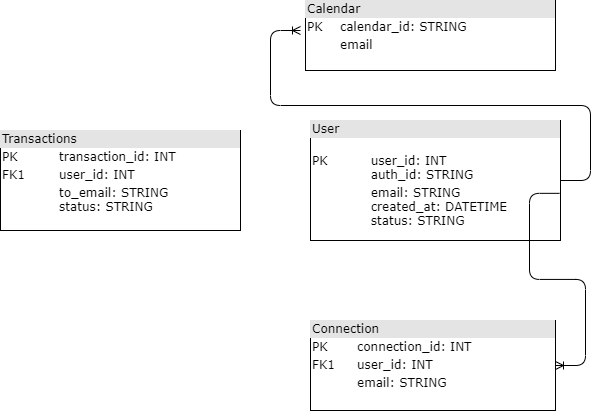 Calendar
PK calendar_id: STRING
email
Transactions
PK transaction_id: INT
FK1 user_id: INT
to_email: STRING
status: STRING
User
PK user_id: INT
auth_id: STRING
email: STRING
created_at: DATETIME
status: STRING
Connection
PK connection_id: INT
FK1 user_id: INT
email: STRING